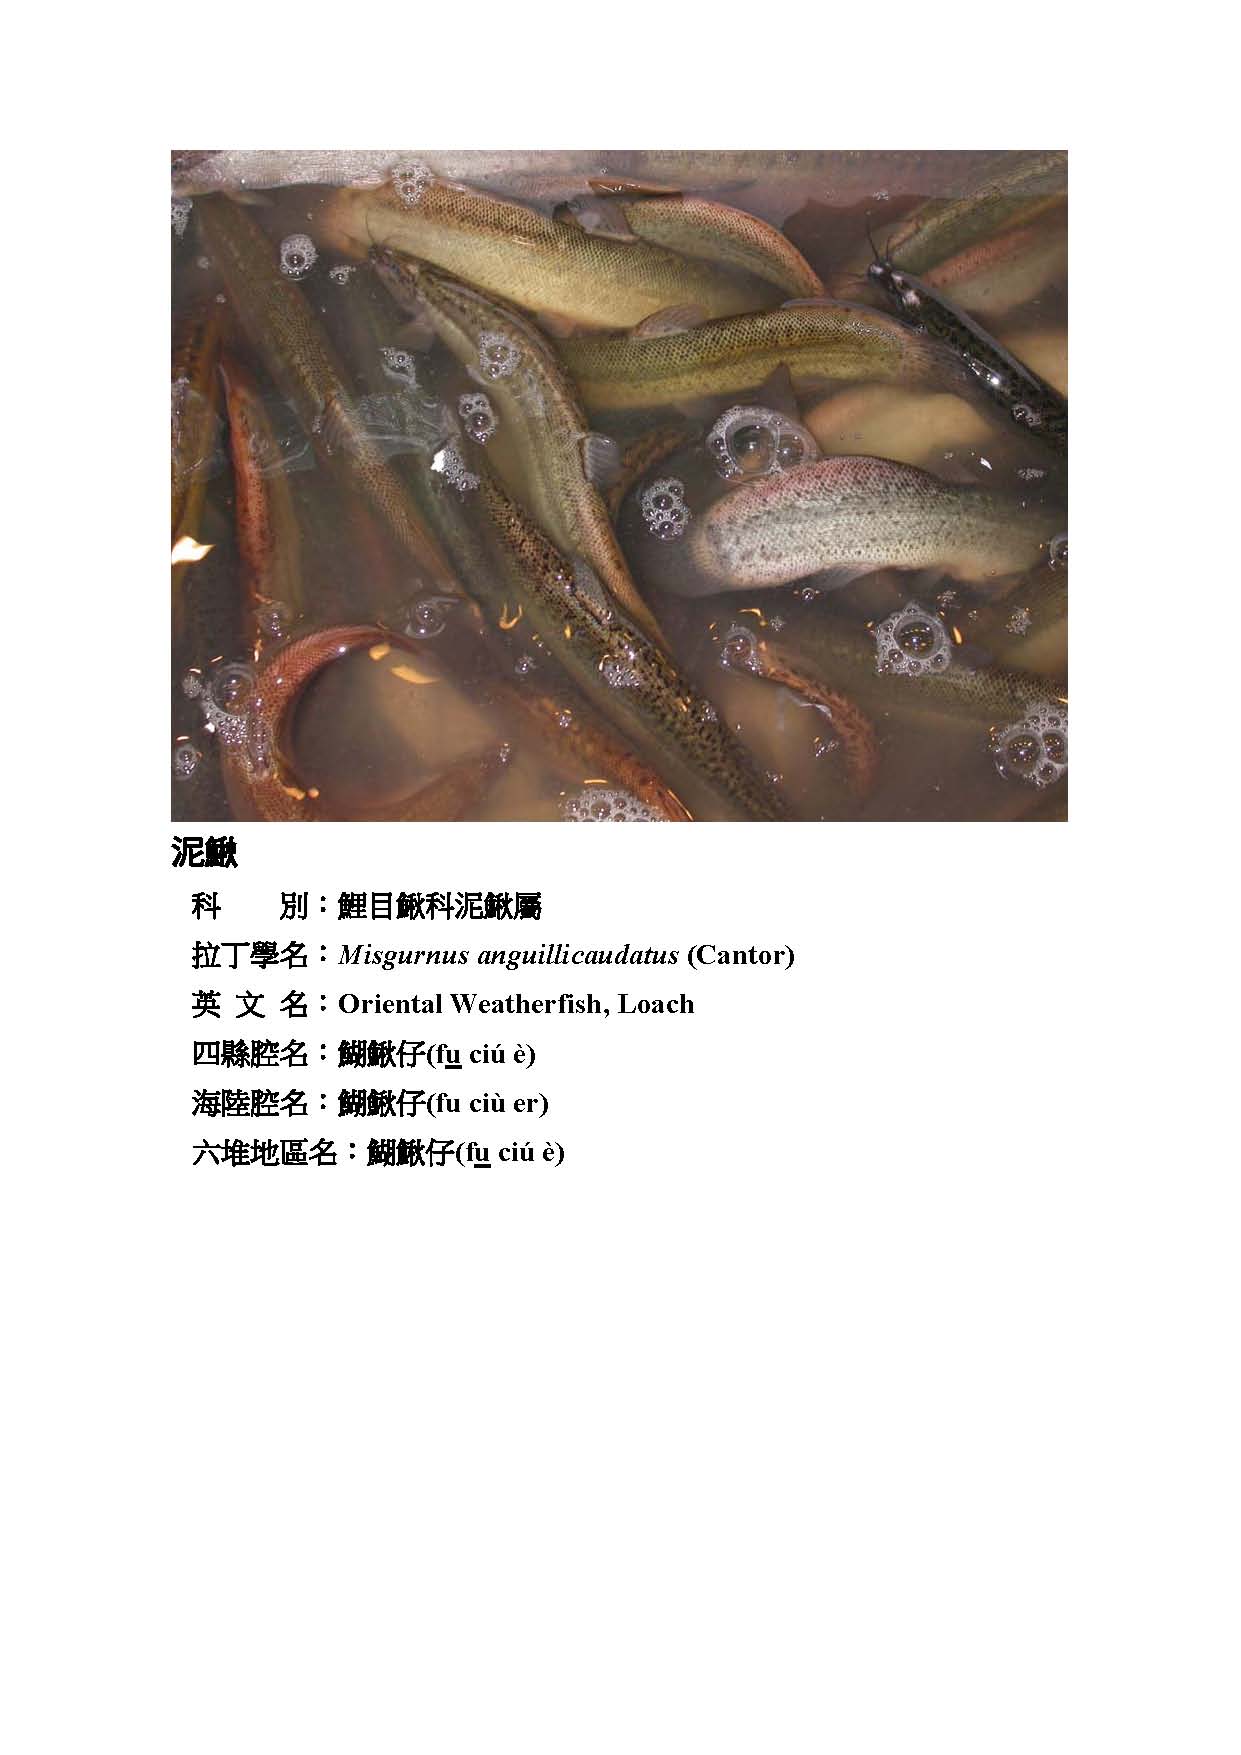 泥鰍
科　　別：鯉目鰍科泥鰍屬
拉丁學名：Misgurnus anguillicaudatus (Cantor)
英 文 名：Oriental Weatherfish, Loach
四縣腔名：鰗鰍仔(fu ciú è)
海陸腔名：鰗鰍仔(fu ciù er)
六堆地區名：鰗鰍仔(fu ciú è)